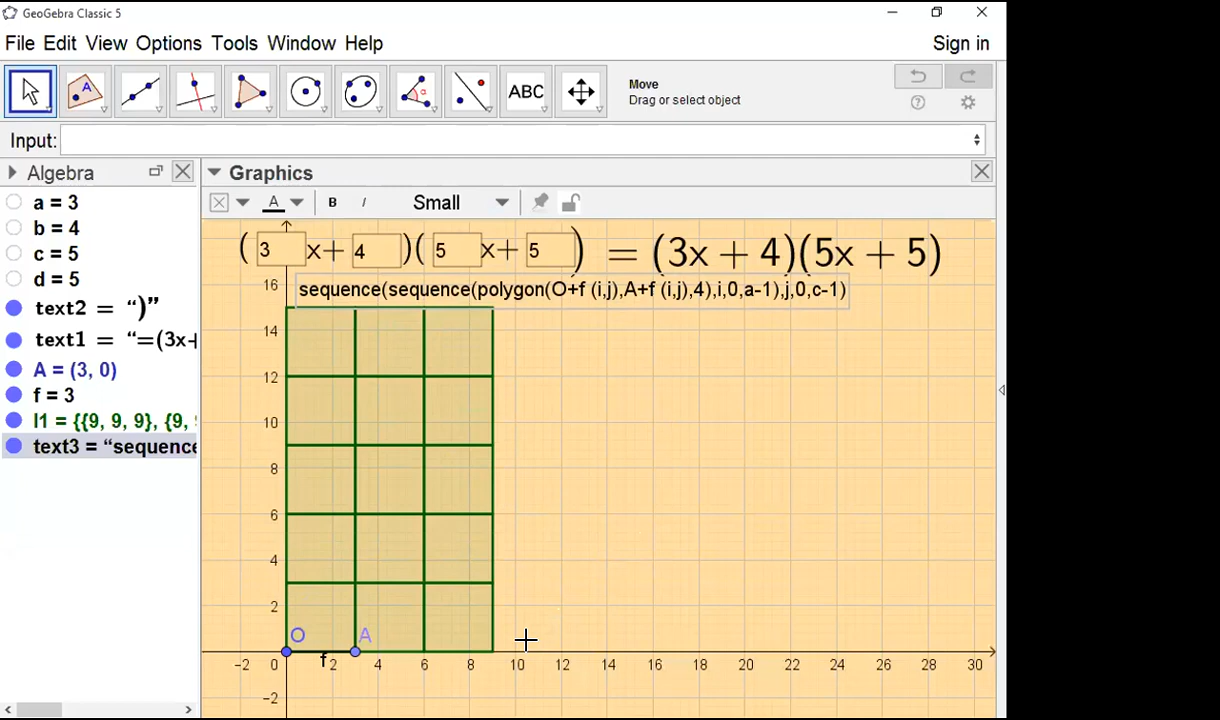 GeoGebra Classic 5
File Edit View Options Tools Window Help Sign in
A α ABC Move
Drag or select object
Input:
Algebra Graphics
A B I Small
a = 3
b = 4
c = 5
d = 5
text2 = “)”
text1 = “=(3x+
A = (3, 0)
f = 3
l1 = {{9, 9, 9}, {9, 9
text3 = “sequence
( 3 x+ 4 )( 5 x+ 5 ) = (3x + 4)(5x + 5)
sequence(sequence(polygon(O+f (i,j),A+f (i,j),4),i,0,a-1),j,0,c-1)
16
14
12
10
8
6
4
2
O A
f
−2 0 2 4 6 8 10 12 14 16 18 20 22 24 26 28 30
−2